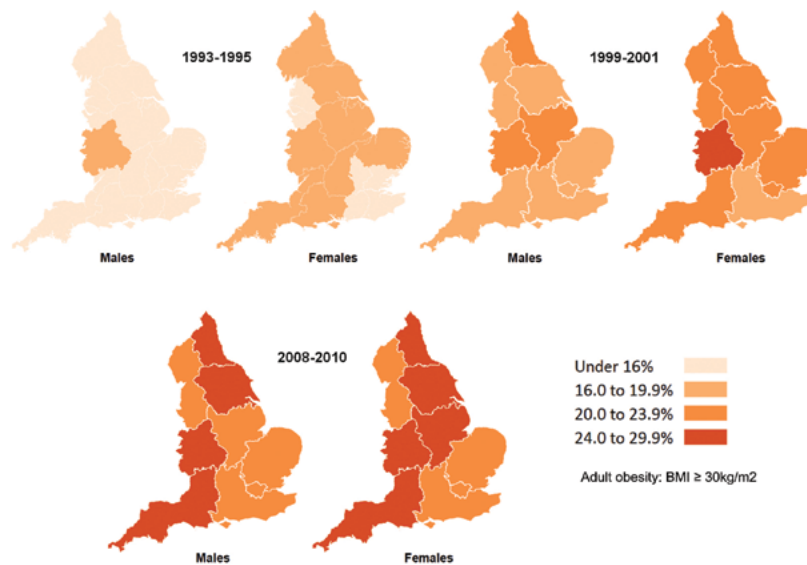 1993-1995
1999-2001
Males
Females
Males
Females
2008-2010
Under 16%
16.0 to 19.9%
20.0 to 23.9%
24.0 to 29.9%
Adult obesity: BMI ≥ 30kg/m2
Males
Females